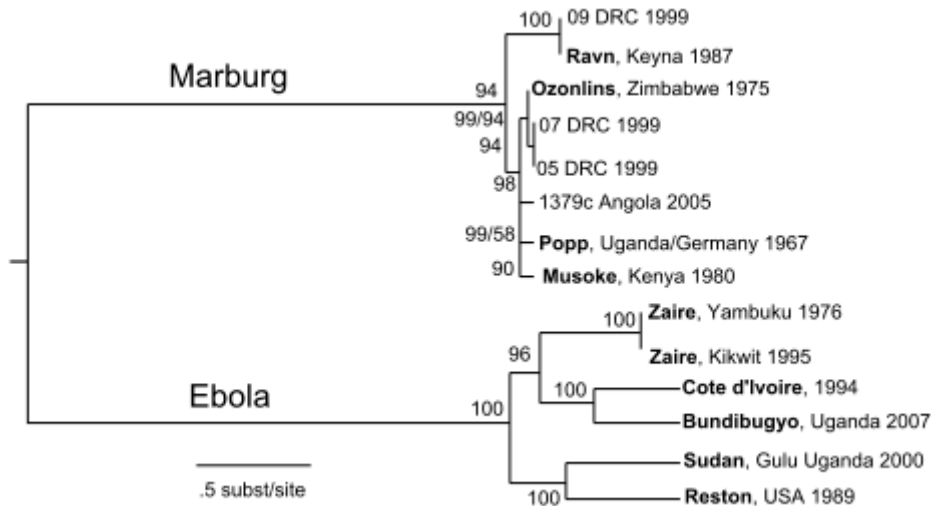 100
09 DRC 1999
Ravn, Keyna 1987
Marburg
94
Ozonlins, Zimbabwe 1975
99/94
07 DRC 1999
94
05 DRC 1999
98
1379c Angola 2005
99/58
Popp, Uganda/Germany 1967
90
Musoke, Kenya 1980
100
Zaire, Yambuku 1976
96
Zaire, Kikwit 1995
Ebola
100
Cote d'Ivoire, 1994
100
Bundibugyo, Uganda 2007
Sudan, Gulu Uganda 2000
.5 subst/site
100
Reston, USA 1989